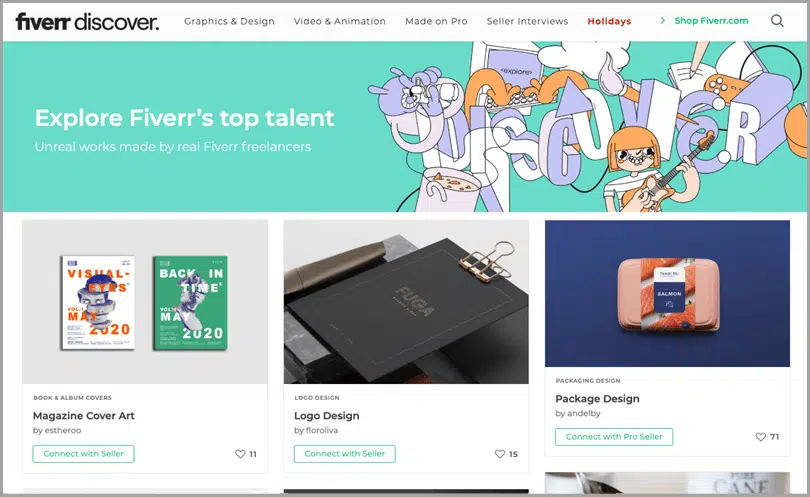 fiverr discover.
Graphics & Design
Video & Animation
Made on Pro
Seller Interviews
Holidays
Shop Fiverr.com
Explore Fiverr's top talent
Unreal works made by real Fiverr freelancers
<explore>
DISCOVER
VISUAL-
EYES
VOL.1
MAY
2020
BACK IN
TIME
MAY
2020
FUGA
SALMON
BOOK & ALBUM COVERS
Magazine Cover Art
by estheroo
Connect with Seller
11
LOGO DESIGN
Logo Design
by floroliva
Connect with Seller
15
PACKAGING DESIGN
Package Design
by andelby
Connect with Pro Seller
71
CANE